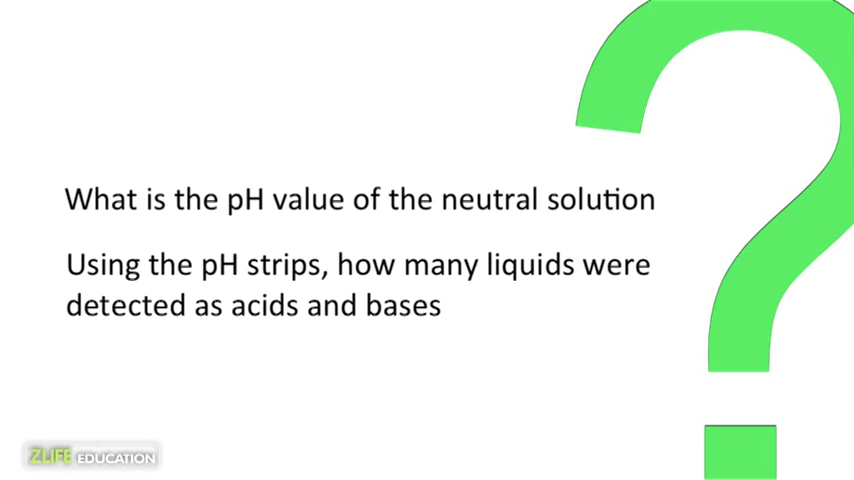 What is the pH value of the neutral solution
Using the pH strips, how many liquids were
detected as acids and bases
ZLIFE EDUCATION